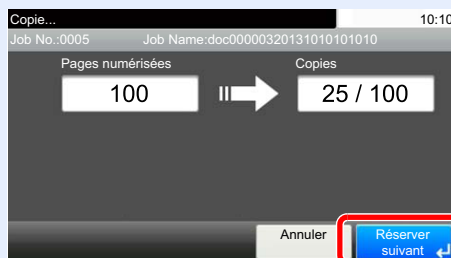 Copie... 10:10
Job No.:0005 Job Name:doc00000320131010101010
Pages numérisées Copies
100 25 / 100
Annuler Réserver
suivant